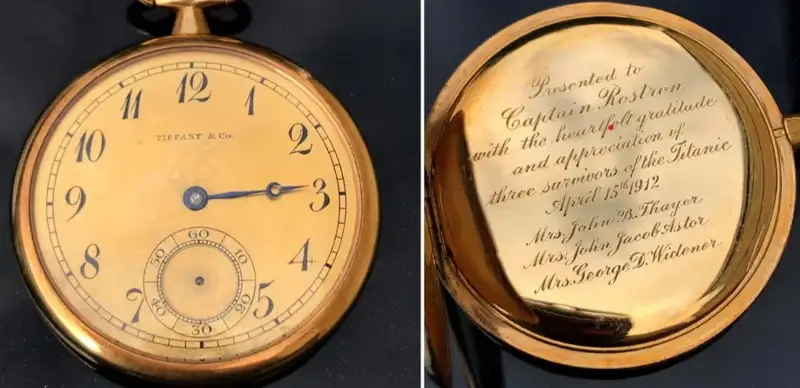 12
11
1
TIFFANY & Co.
10
2
9
3
8
4
7
5
60
50
10
40
20
30
Presented to
Captain Rostron
with the heartfelt gratitude
and appreciation of
three survivors of the Titanic
April 15th 1912
Mrs. John B. Thayer
Mrs. John Jacob Astor
Mrs. George D. Widener